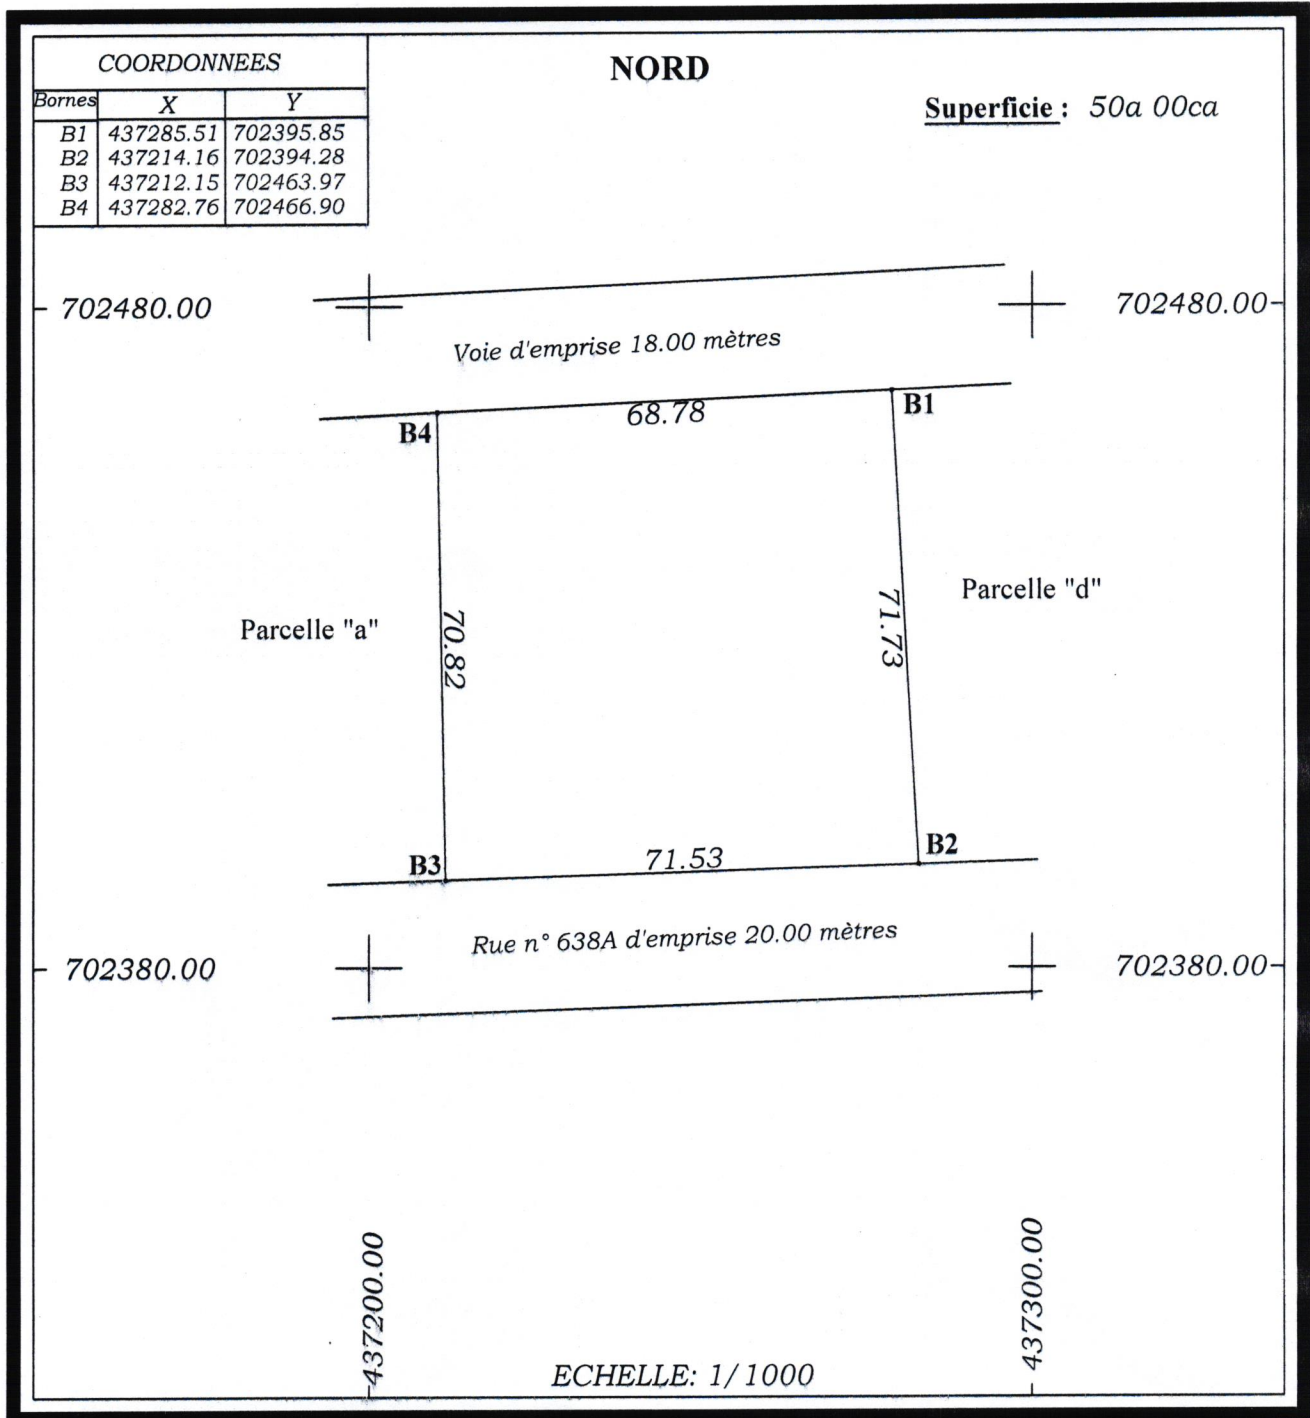 COORDONNEES
Bornes X Y
B1 437285.51 702395.85
B2 437214.16 702394.28
B3 437212.15 702463.97
B4 437282.76 702466.90
NORD
Superficie : 50a 00ca
702480.00
702480.00
Voie d'emprise 18.00 mètres
68.78
B1
B4
Parcelle "d"
71.73
Parcelle "a"
70.82
B2
71.53
B3
Rue n° 638A d'emprise 20.00 mètres
702380.00
702380.00
437200.00
437300.00
ECHELLE: 1/1000